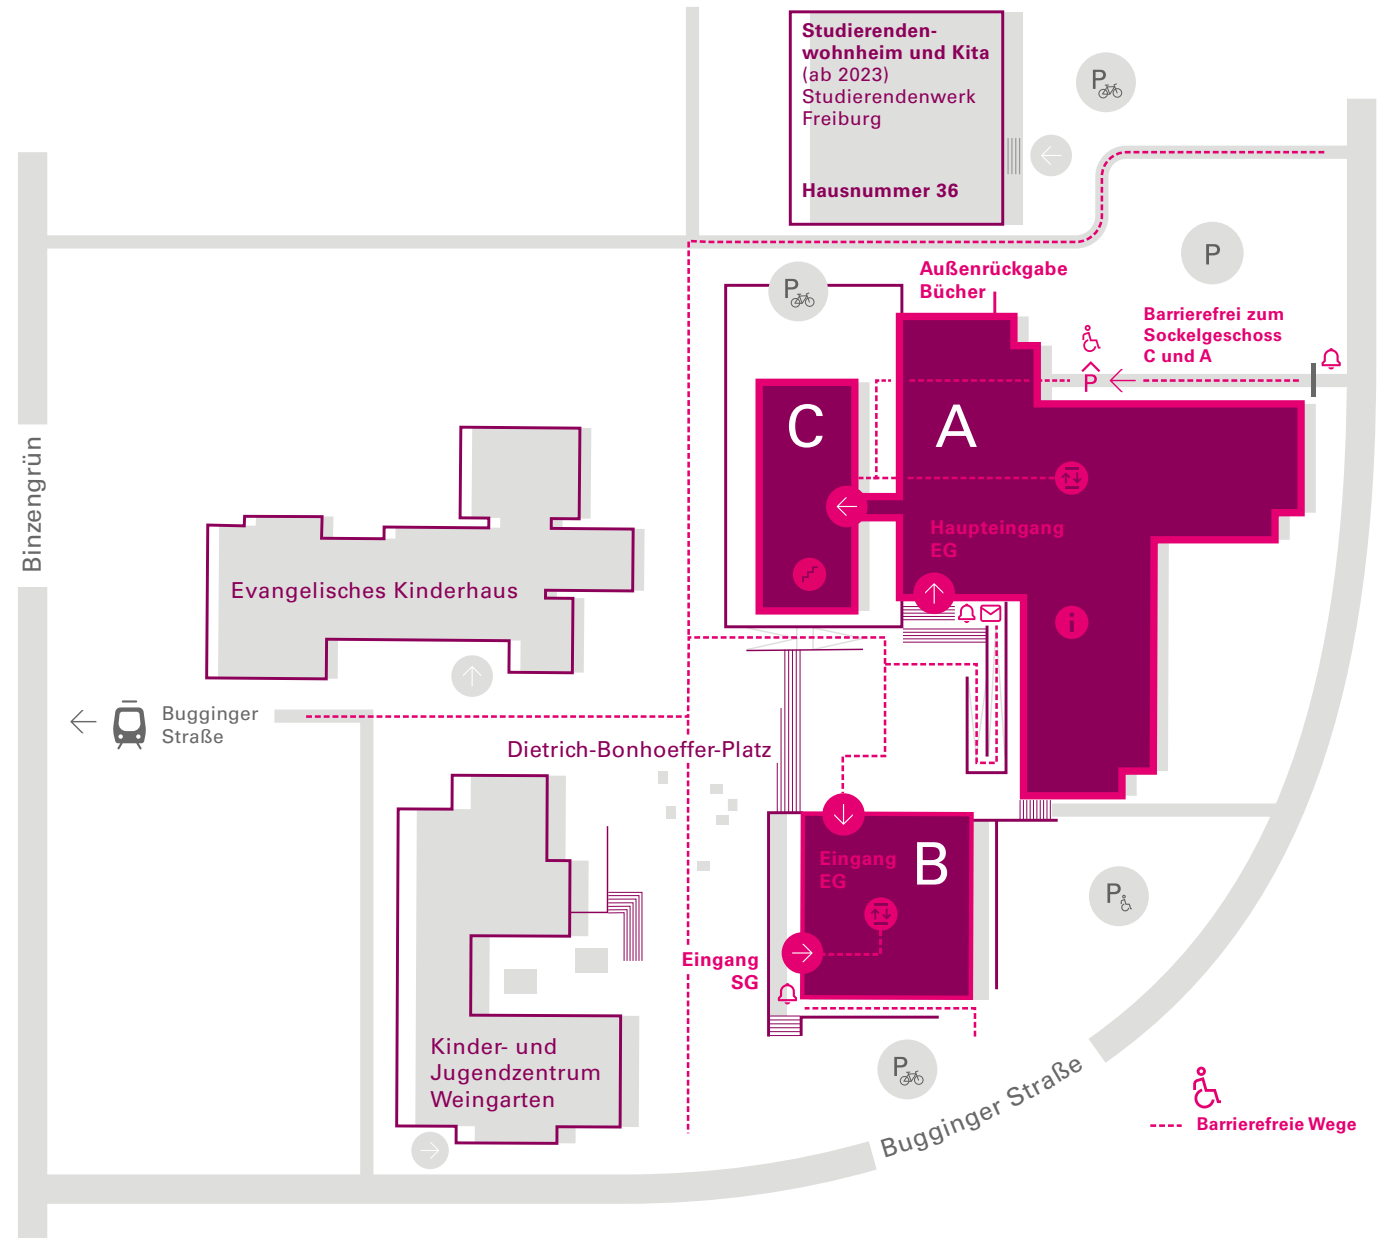 Studierenden-
wohnheim und Kita
(ab 2023)
Studierendenwerk
Freiburg
Hausnummer 36
P
P
P
Außenrückgabe
Bücher
Barrierefrei zum
Sockelgeschoss
C und A
P
C
A
Haupteingang
EG
i
Binzengrün
Evangelisches Kinderhaus
Bugginger
Straße
Dietrich-Bonhoeffer-Platz
Eingang
EG
B
P
Eingang
SG
Kinder- und
Jugendzentrum
Weingarten
P
Bugginger Straße
Barrierefreie Wege